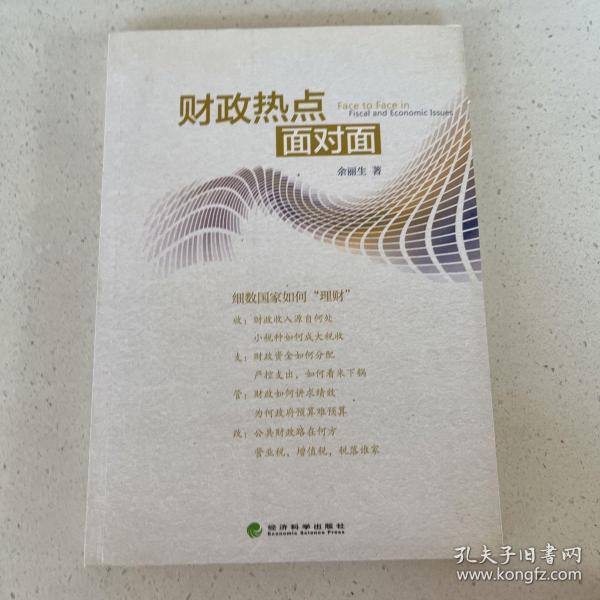 财政热点
Face to Face in
Fiscal and Economic Issues
面对面
余丽生 著
细数国家如何“理财”
收：财政收入源自何处
小税种如何成大税收
支：财政资金如何分配
严控支出，如何看米下锅
管：财政如何讲求绩效
为何政府预算难预算
改：公共财政路在何方
营业税，增值税，税落谁家
经济科学出版社
Economic Science Press
孔夫子旧书网
www.kongfz.com